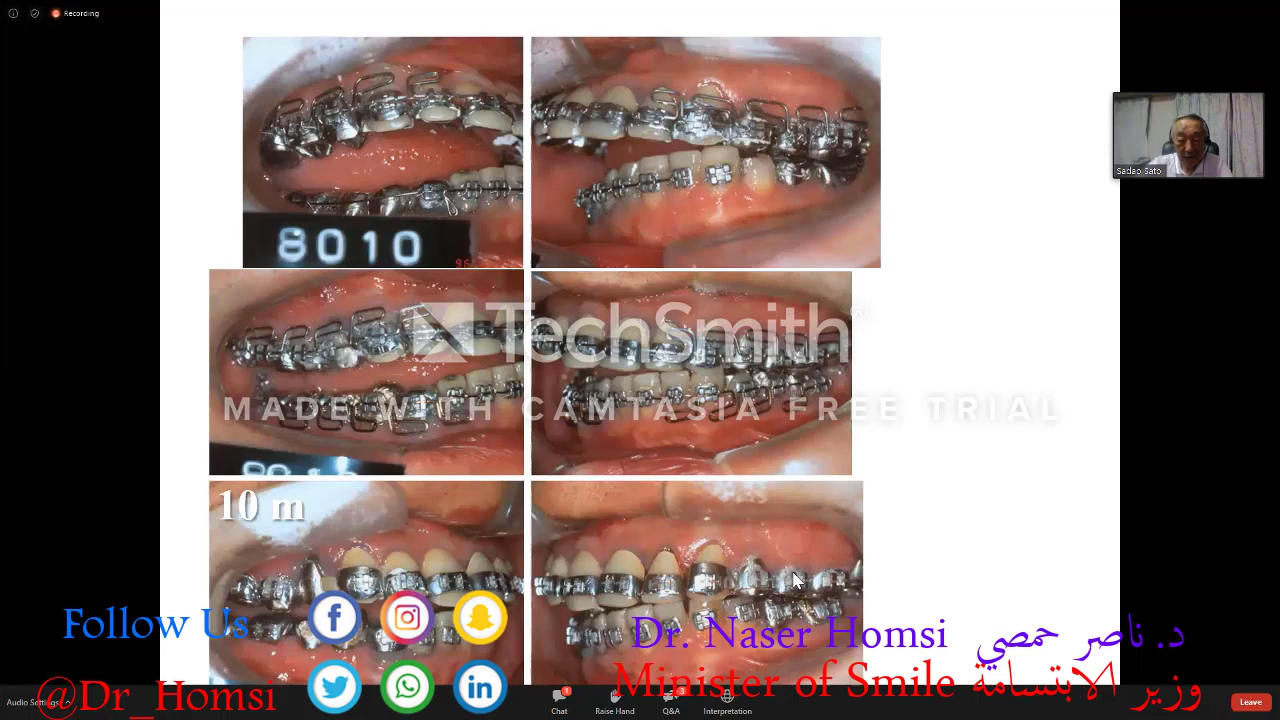 Recording
8010
Sadao Sato
TechSmith
MADE WITH CAMTASIA FREE TRIAL
10 m
Follow Us
Dr. Naser Homsi د. ناصر حمصي
@Dr_Homsi
Minister of Smile وزير الابتسامة
Audio Settings
Chat
Raise Hand
Q&A
Interpretation
Leave